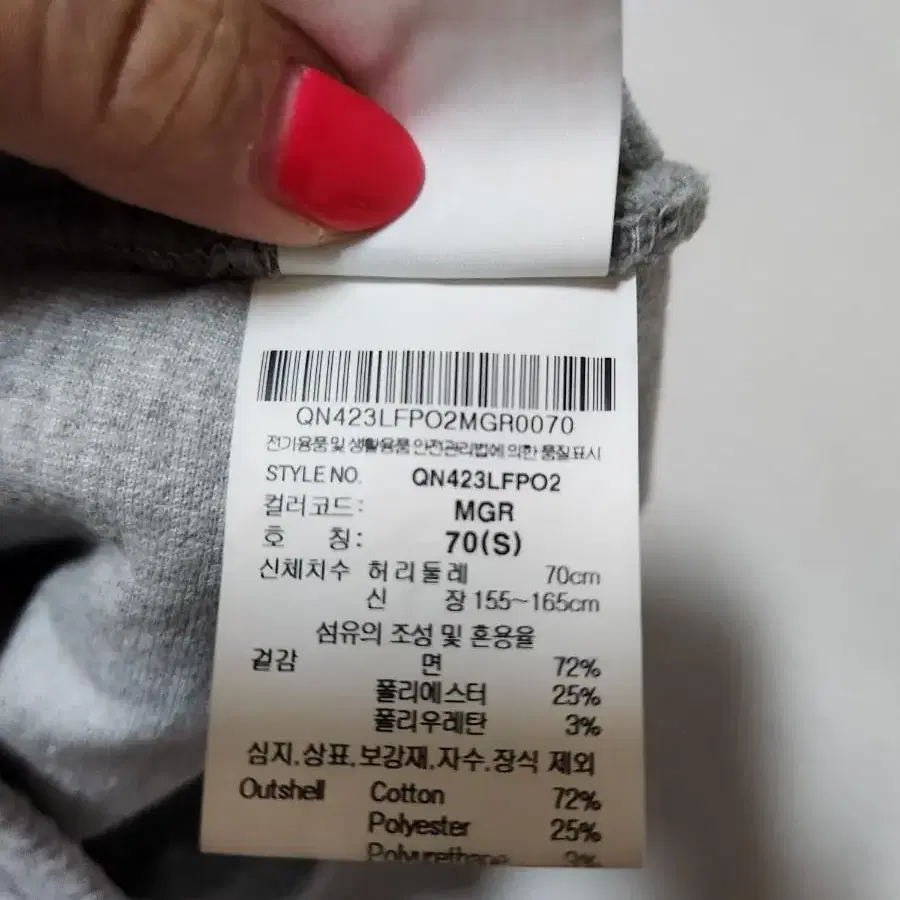 QN423LFPO2MGR0070
전기용품 및 생활용품 안전관리법에 의한 품질표시
STYLE NO. QN423LFPO2
컬러코드: MGR
호 칭: 70(S)
신체치수 허리둘레 70cm
신 장 155~165cm
섬유의 조성 및 혼용율
겉감 면 72%
폴리에스터 25%
폴리우레탄 3%
심지.상표.보강재.자수.장식 제외
Outshell Cotton 72%
Polyester 25%
Polyurethane 3%